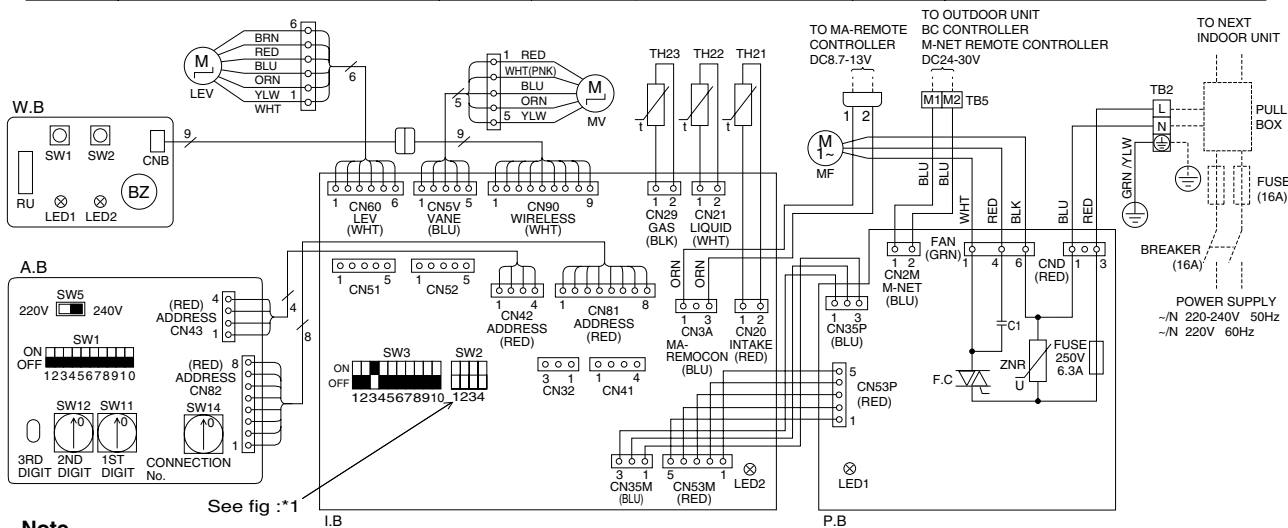 TO MA-REMOTE
CONTROLLER
DC8.7-13V
TO OUTDOOR UNIT
BC CONTROLLER
M-NET REMOTE CONTROLLER
DC24-30V
TO NEXT
INDOOR UNIT
6
BRN
RED
BLU
ORN
YLW
1
WHT
M
LEV
6
1
RED
WHT(PNK)
BLU
ORN
5
YLW
5
M
MV
TH23
TH22
TH21
t
t
t
1 2
M1 M2
TB5
TB2
L
N
PULL
BOX
FUSE
(16A)
BREAKER
(16A)
POWER SUPPLY
~/N 220-240V 50Hz
~/N 220V 60Hz
GRN /YLW
W.B
SW1
SW2
CNB
RU
LED1
LED2
BZ
9
9
M
1~
MF
BLU
BLU
WHT
RED
BLK
BLU
RED
1 6
CN60
LEV
(WHT)
1 5
CN5V
VANE
(BLU)
1 9
CN90
WIRELESS
(WHT)
1 2
CN29
GAS
(BLK)
1 2
CN21
LIQUID
(WHT)
1 2
CN2M
M-NET
(BLU)
FAN
(GRN)
1 4 6
CND
(RED)
1 3
A.B
SW5
220V
240V
(RED)
ADDRESS
CN43
4
1
4
8
SW1
ON
OFF
12345678910
(RED)
ADDRESS
CN82
8
1
SW12
0
SW11
0
SW14
0
3RD
DIGIT
2ND
DIGIT
1ST
DIGIT
CONNECTION
No.
1 5
CN51
1 5
CN52
1 4
CN42
ADDRESS
(RED)
1 8
CN81
ADDRESS
(RED)
ORN
ORN
1 3
CN3A
MA-
REMOCON
(BLU)
1 2
CN20
INTAKE
(RED)
1 3
CN35P
(BLU)
C1
F.C
ZNR
U
FUSE
250V
6.3A
SW3
ON
OFF
12345678910
SW2
1234
3 1
CN32
1 4
CN41
5
CN53P
(RED)
1
3 1
CN35M
(BLU)
5 1
CN53M
(RED)
LED2
LED1
See fig :*1
I.B
P.B
Note